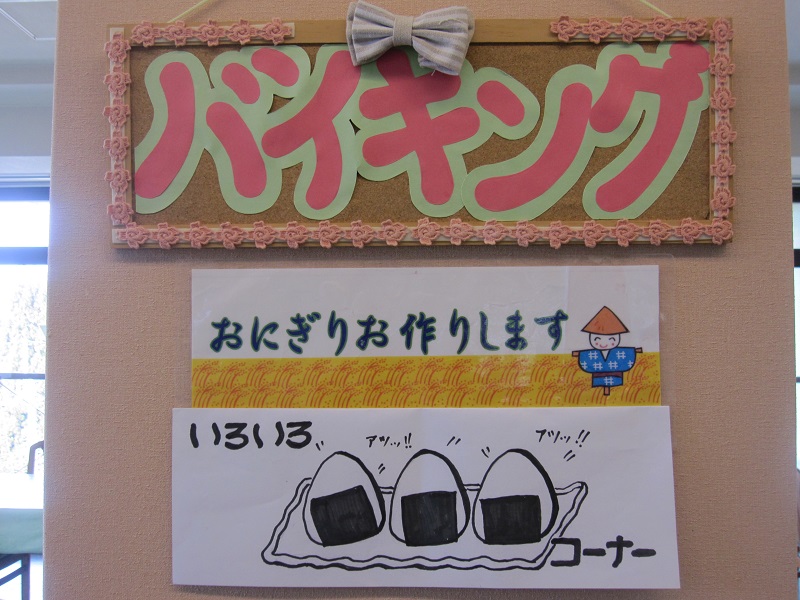 バイキング
おにぎりお作りします
いろいろ
アツッ!! アツッ!!
コーナー